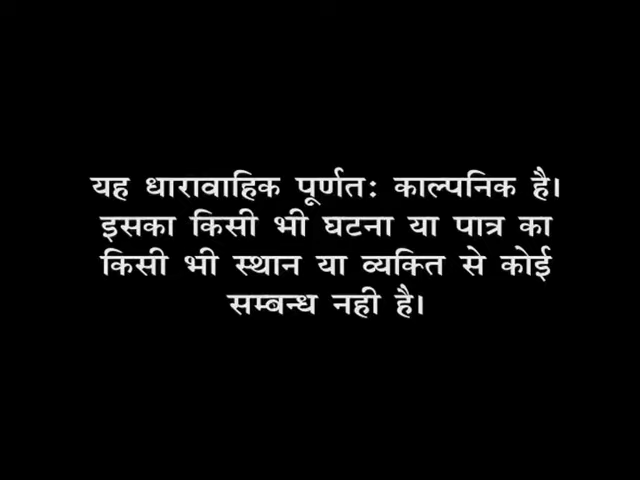 यह धारावाहिक पूर्णतः काल्पनिक है।
इसका किसी भी घटना या पात्र का
किसी भी स्थान या व्यक्ति से कोई
सम्बन्ध नही है।